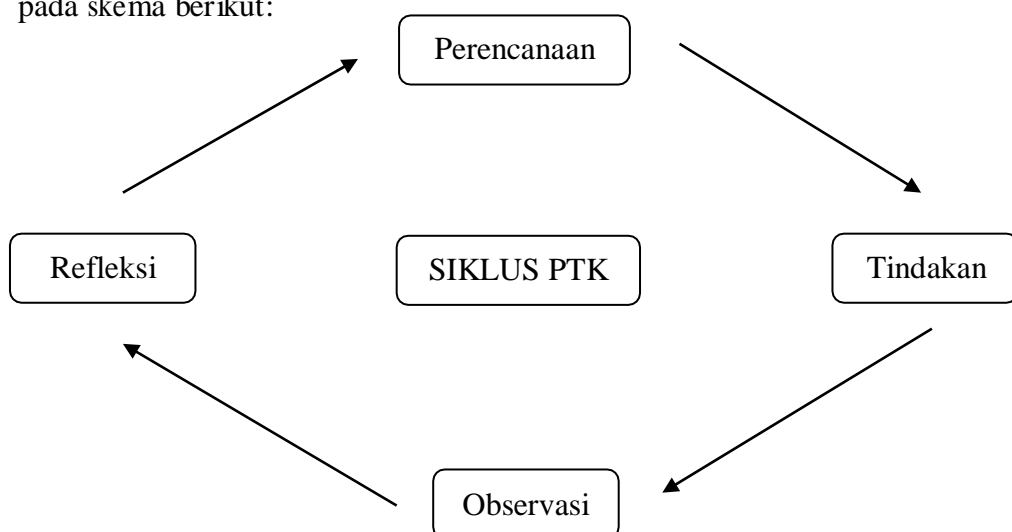 pada skema berikut:
Perencanaan
Refleksi
SIKLUS PTK
Tindakan
Observasi